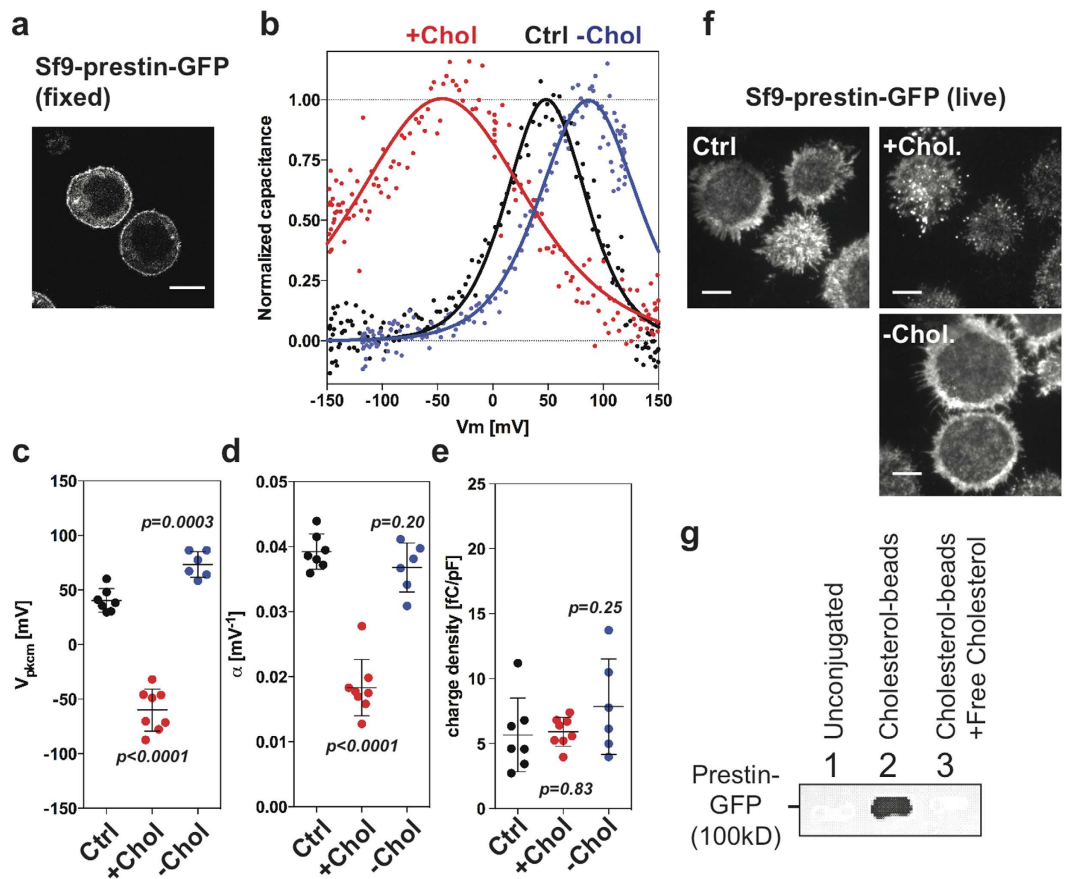 a
Sf9-prestin-GFP
(fixed)
b
+Chol Ctrl -Chol
Normalized capacitance
1.00
0.75
0.50
0.25
0.00
-150 -100 -50 0 50 100 150
Vm [mV]
f
Sf9-prestin-GFP (live)
Ctrl
+Chol.
-Chol.
c
Vpkcm [mV]
150
100
50
0
-50
-100
-150
p=0.0003
p<0.0001
Ctrl
+Chol
-Chol
d
α [mV-1]
0.05
0.04
0.03
0.02
0.01
0.00
p=0.20
p<0.0001
Ctrl
+Chol
-Chol
e
charge density [fC/pF]
25
20
15
10
5
0
p=0.25
p=0.83
Ctrl
+Chol
-Chol
g
Unconjugated
Cholesterol-beads
Cholesterol-beads
+Free Cholesterol
1 2 3
Prestin-
GFP
(100kD)